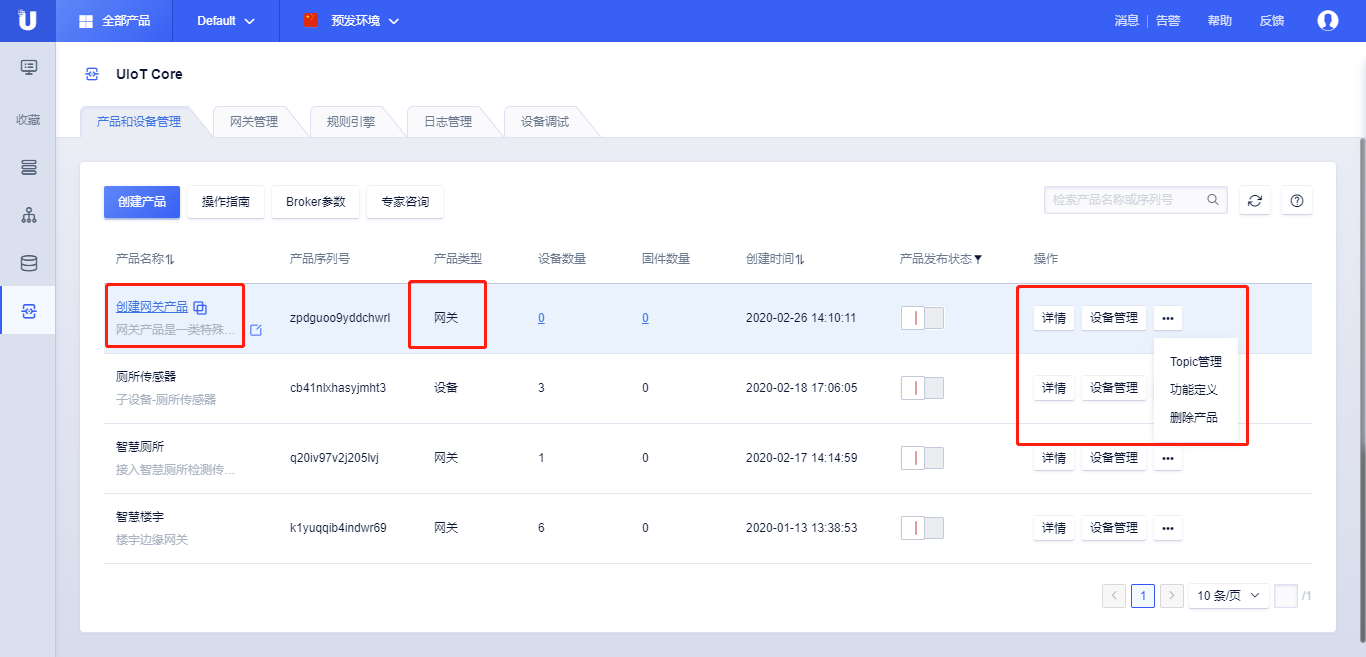 全部产品 Default 预发环境 消息 告警 帮助 反馈
UIoT Core
收藏
产品和设备管理 网关管理 规则引擎 日志管理 设备调试
创建产品 操作指南 Broker参数 专家咨询 检索产品名称或序列号
产品名称 产品序列号 产品类型 设备数量 固件数量 创建时间 产品发布状态 操作
创建网关产品 zpdguoo9yddchwrl 网关 0 0 2020-02-26 14:10:11 详情 设备管理 •••
网关产品是一类特殊...
Topic管理
功能定义
删除产品
厕所传感器 cb41nlxhasyjmht3 设备 3 0 2020-02-18 17:06:05 详情 设备管理
子设备-厕所传感器
智慧厕所 q20iv97v2j205lvj 网关 1 0 2020-02-17 14:14:59 详情 设备管理 •••
接入智慧厕所检测传...
智慧楼宇 k1yuqqib4indwr69 网关 6 0 2020-01-13 13:38:53 详情 设备管理 •••
楼宇边缘网关
1 10 条/页 /1